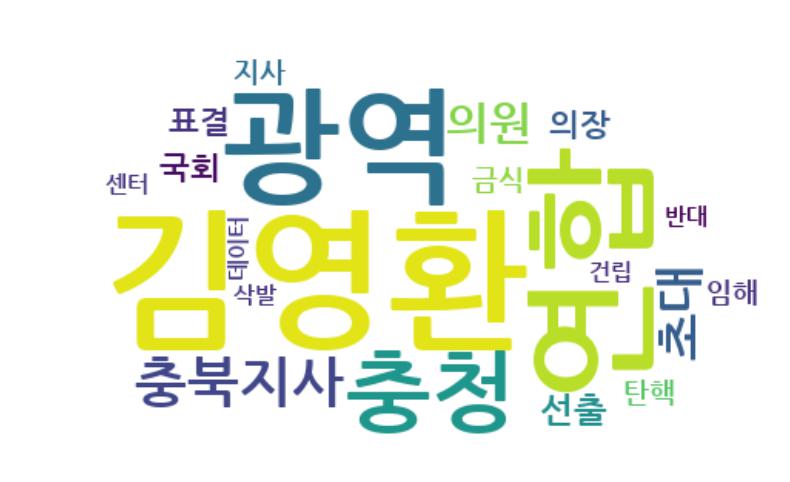 지사
광역
표결
의원
의장
국회
센터
금식
연합
반대
김영환
데이터
삭발
건립
초대
임해
충북지사
충청
선출
탄핵